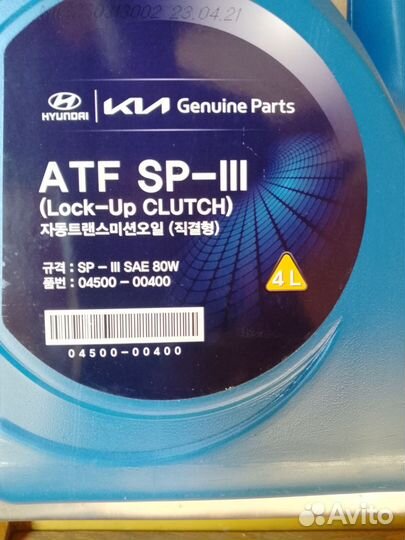 23.04.21
HYUNDAI KIA Genuine Parts
ATF SP-III
(Lock-Up CLUTCH)
자동트랜스미션오일 (직결형)
규격 : SP - III SAE 80W
품번 : 04500 - 00400
4 L
04500-00400
Avito